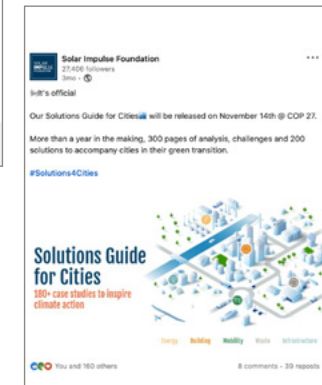 SOLAR IMPULSE
Solar Impulse Foundation
27,406 followers
3mo
It's official
Our Solutions Guide for Cities will be released on November 14th @ COP 27.
More than a year in the making, 300 pages of analysis, challenges and 200
solutions to accompany cities in their green transition.
#Solutions4Cities
Solutions Guide
for Cities
180+ case studies to inspire
climate action
Energy Building Mobility Waste Infrastructure
You and 160 others 8 comments • 39 reposts